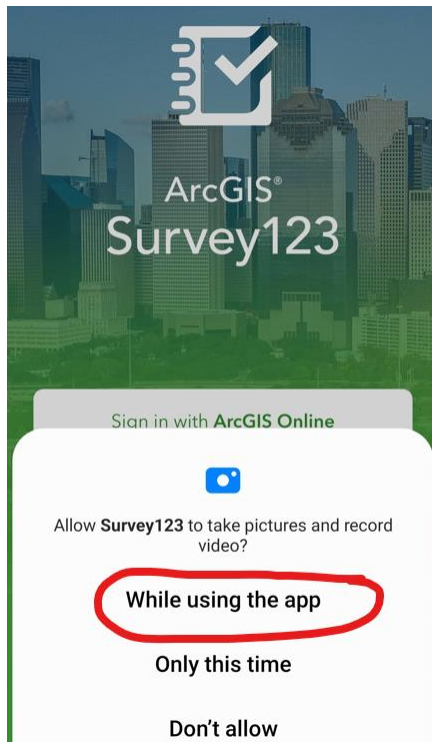 ArcGIS®
Survey123
Sign in with ArcGIS Online
Allow Survey123 to take pictures and record
video?
While using the app
Only this time
Don't allow